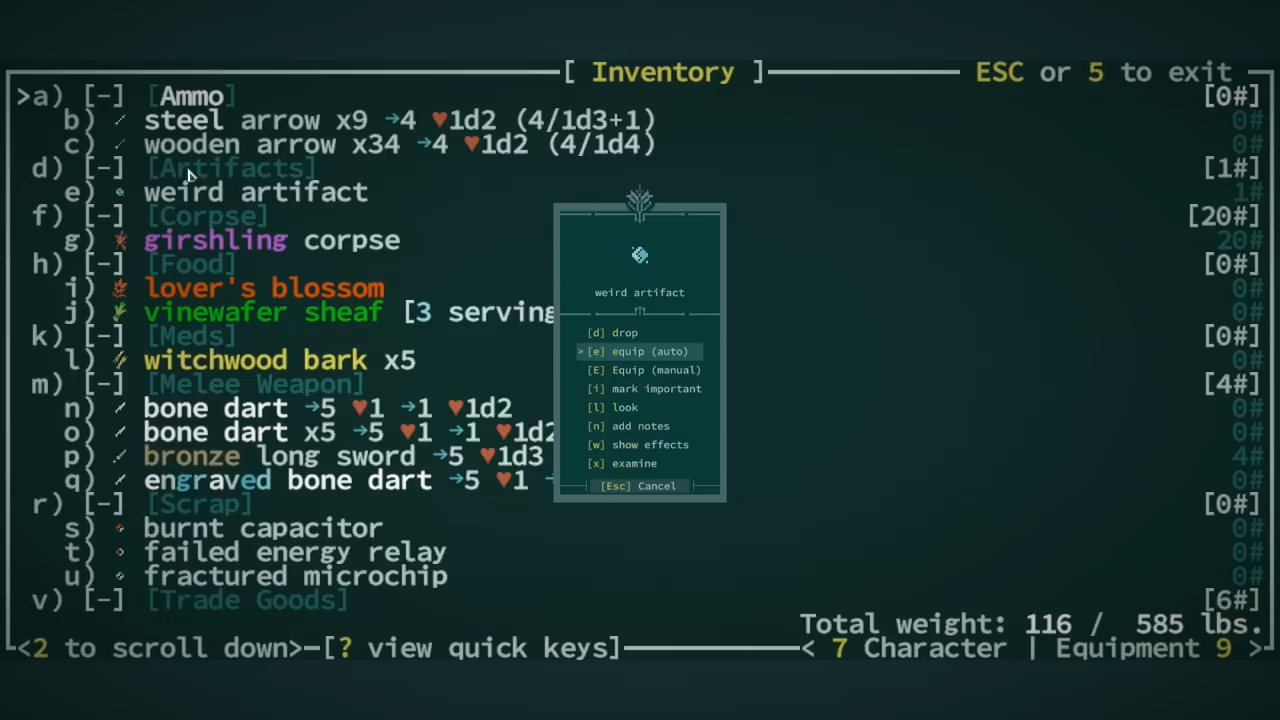 [ Inventory ] ESC or 5 to exit
>a) [-] [Ammo] [0#]
b) steel arrow x9 →4 ♥1d2 (4/1d3+1) 0#
c) wooden arrow x34 →4 ♥1d2 (4/1d4) 0#
d) [-] [Artifacts] [1#]
e) weird artifact 1#
f) [-] [Corpse] [20#]
g) girshling corpse 20#
h) [-] [Food] [0#]
i) lover's blossom 0#
j) vinewafer sheaf [3 serving 0#
k) [-] [Meds] [0#]
l) witchwood bark x5 0#
m) [-] [Melee Weapon] [4#]
n) bone dart →5 ♥1 →1 ♥1d2 0#
o) bone dart x5 →5 ♥1 →1 ♥1d2 0#
p) bronze long sword →5 ♥1d3 4#
q) engraved bone dart →5 ♥1 0#
r) [-] [Scrap] [0#]
s) burnt capacitor 0#
t) failed energy relay 0#
u) fractured microchip 0#
v) [-] [Trade Goods] [6#]
Total weight: 116 / 585 lbs.
<2 to scroll down> [? view quick keys] < 7 Character | Equipment 9 >
weird artifact
[d] drop
> [e] equip (auto)
[E] Equip (manual)
[i] mark important
[l] look
[n] add notes
[w] show effects
[x] examine
[Esc] Cancel